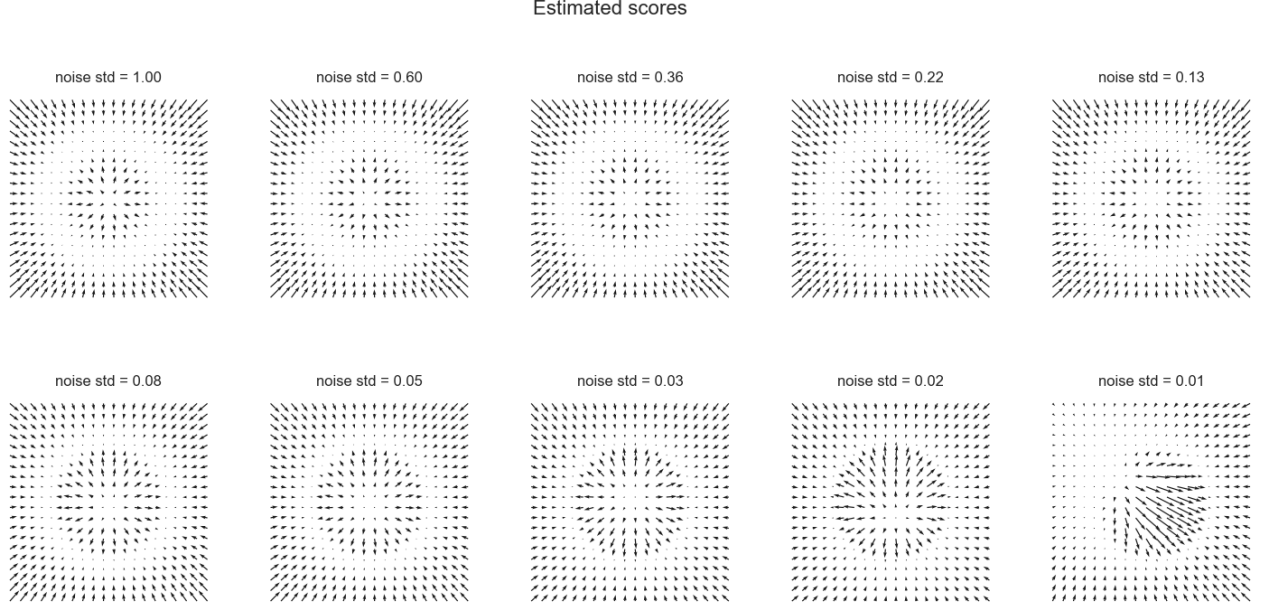 Estimated scores
noise std = 1.00
noise std = 0.60
noise std = 0.36
noise std = 0.22
noise std = 0.13
noise std = 0.08
noise std = 0.05
noise std = 0.03
noise std = 0.02
noise std = 0.01